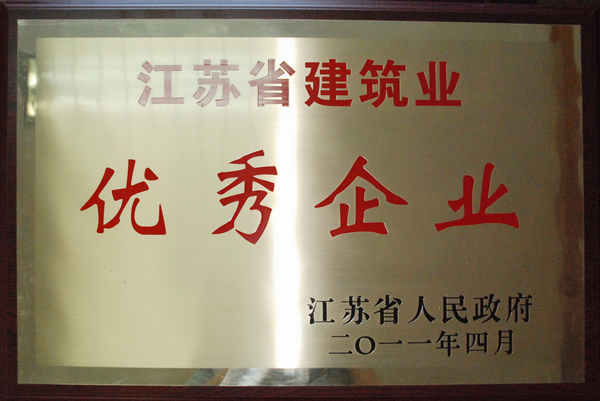 江苏省建筑业
优秀企业
江苏省人民政府
二〇一一年四月